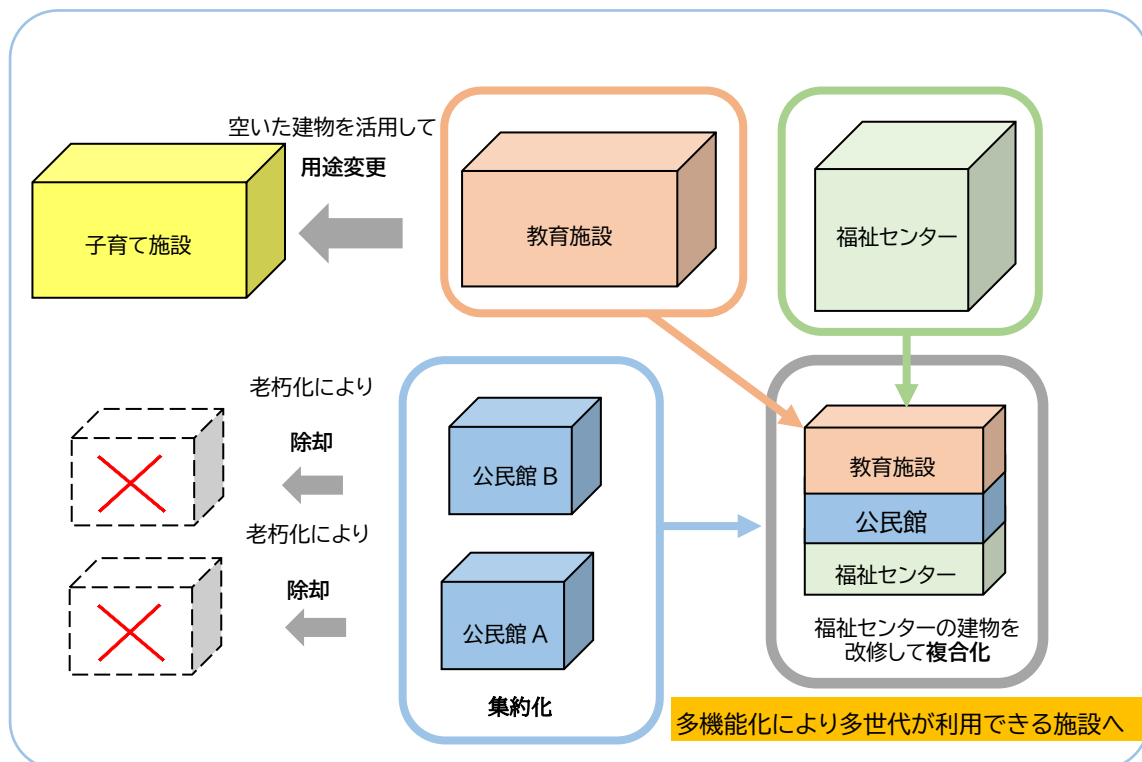 空いた建物を活用して
用途変更
子育て施設
教育施設
福祉センター
老朽化により
除却
公民館 B
老朽化により
除却
公民館 A
集約化
教育施設
公民館
福祉センター
福祉センターの建物を
改修して複合化
多機能化により多世代が利用できる施設へ